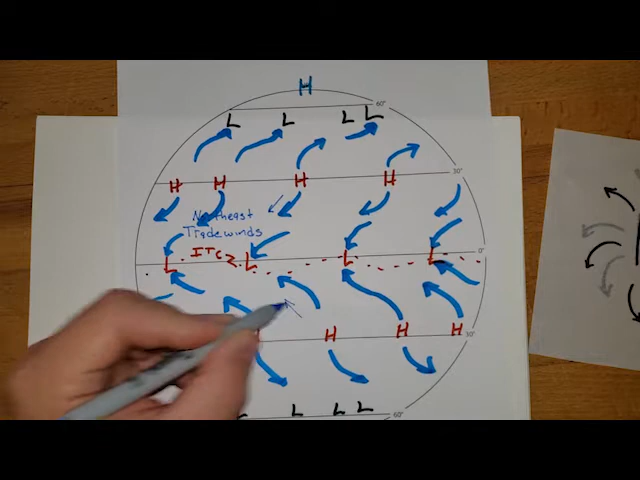 H
60°
L L L L
H H H H
30°
Northeast
Tradewinds
ITCZ
L L L L
0°
H H H
30°
L L L L
60°